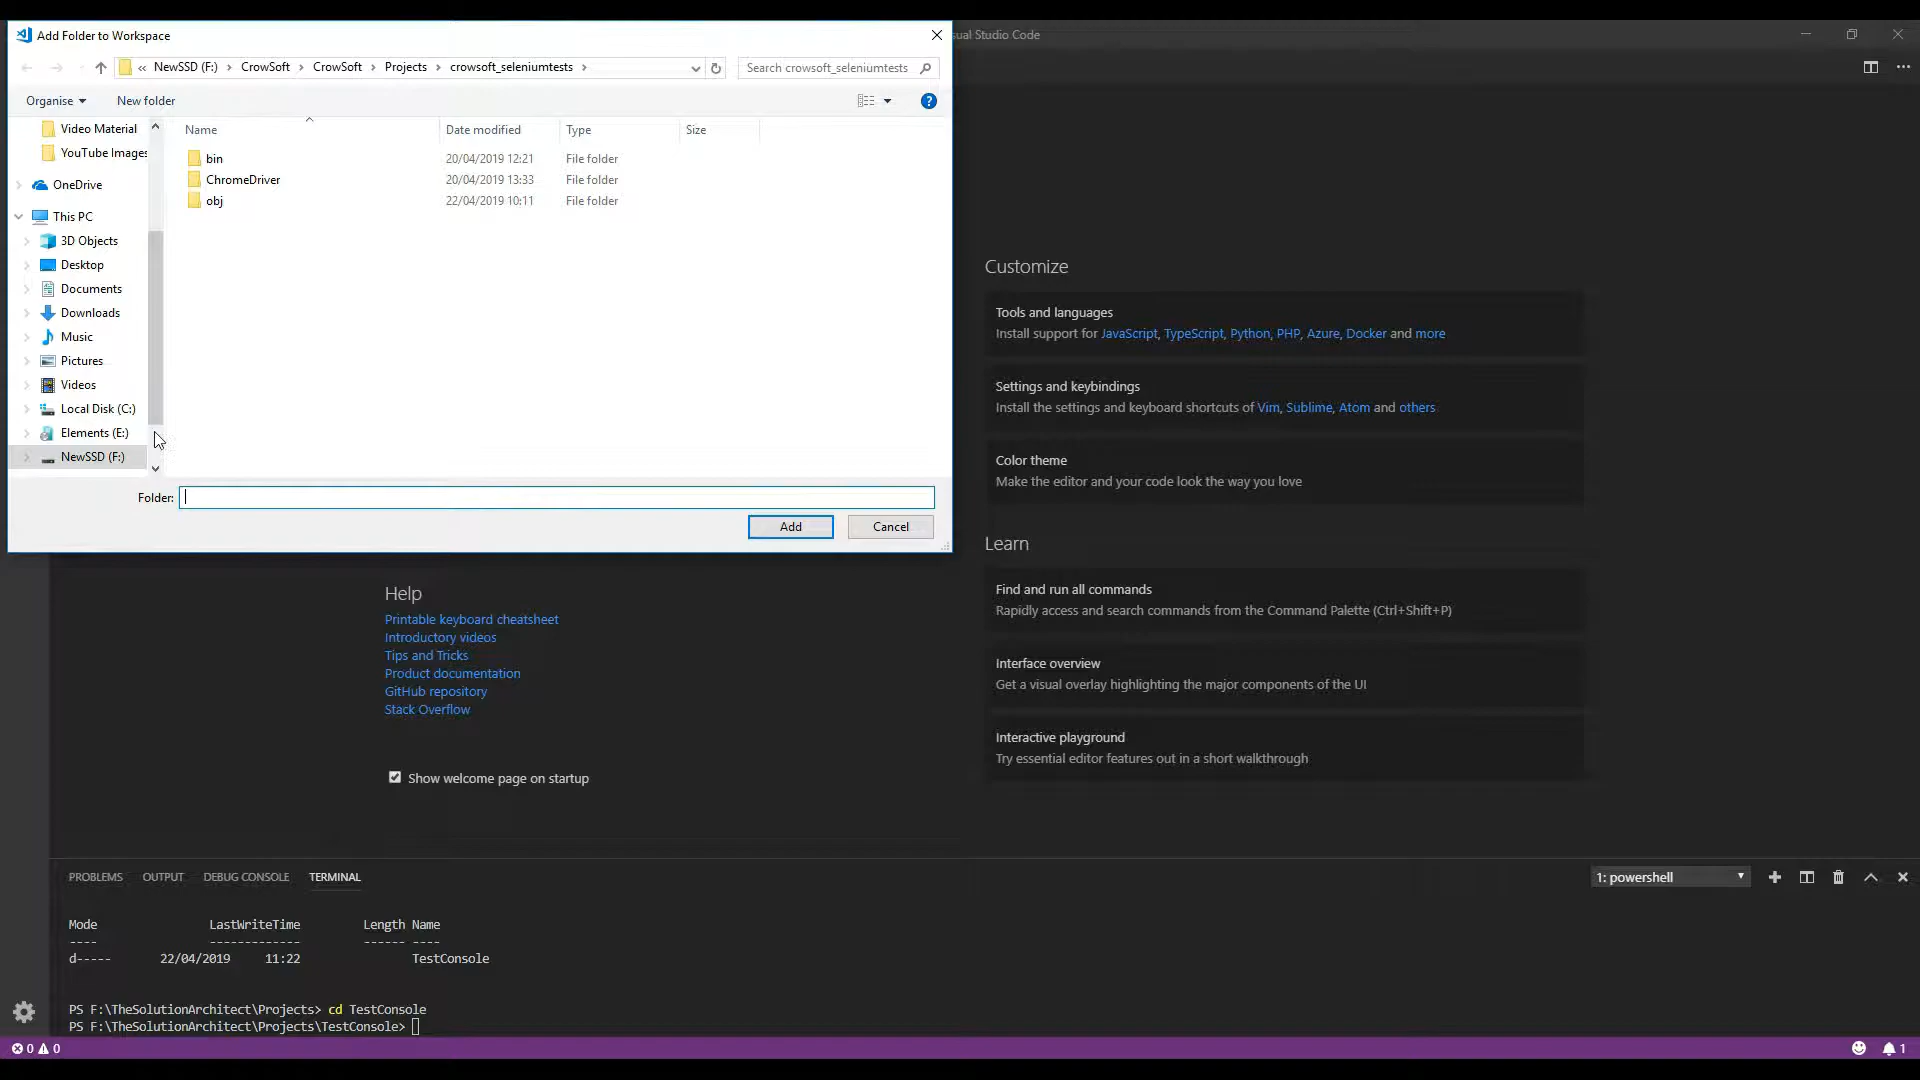 Add Folder to Workspace
sual Studio Code
« NewSSD (F:) > CrowSoft > CrowSoft > Projects > crowsoft_seleniumtests >
Search crowsoft_seleniumtests
Organise
New folder
?
Name
Date modified
Type
Size
Video Material
YouTube Images
OneDrive
This PC
3D Objects
Desktop
Documents
Downloads
Music
Pictures
Videos
Local Disk (C:)
Elements (E:)
NewSSD (F:)
bin 20/04/2019 12:21 File folder
ChromeDriver 20/04/2019 13:33 File folder
obj 22/04/2019 10:11 File folder
Folder:
Add
Cancel
Customize
Tools and languages
Install support for JavaScript, TypeScript, Python, PHP, Azure, Docker and more
Settings and keybindings
Install the settings and keyboard shortcuts of Vim, Sublime, Atom and others
Color theme
Make the editor and your code look the way you love
Learn
Find and run all commands
Rapidly access and search commands from the Command Palette (Ctrl+Shift+P)
Interface overview
Get a visual overlay highlighting the major components of the UI
Interactive playground
Try essential editor features out in a short walkthrough
Help
Printable keyboard cheatsheet
Introductory videos
Tips and Tricks
Product documentation
GitHub repository
Stack Overflow
Show welcome page on startup
PROBLEMS OUTPUT DEBUG CONSOLE TERMINAL
1: powershell
Mode LastWriteTime Length Name
---- ------------- ------ ----
d----- 22/04/2019 11:22 TestConsole
PS F:\TheSolutionArchitect\Projects> cd TestConsole
PS F:\TheSolutionArchitect\Projects\TestConsole>
0 0
1